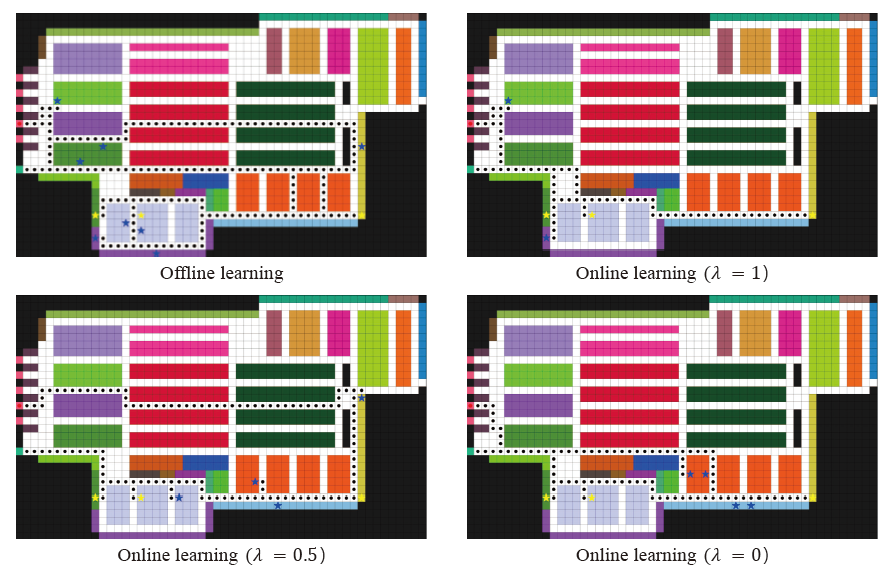 Offline learning
Online learning (λ = 1)
Online learning (λ = 0.5)
Online learning (λ = 0)